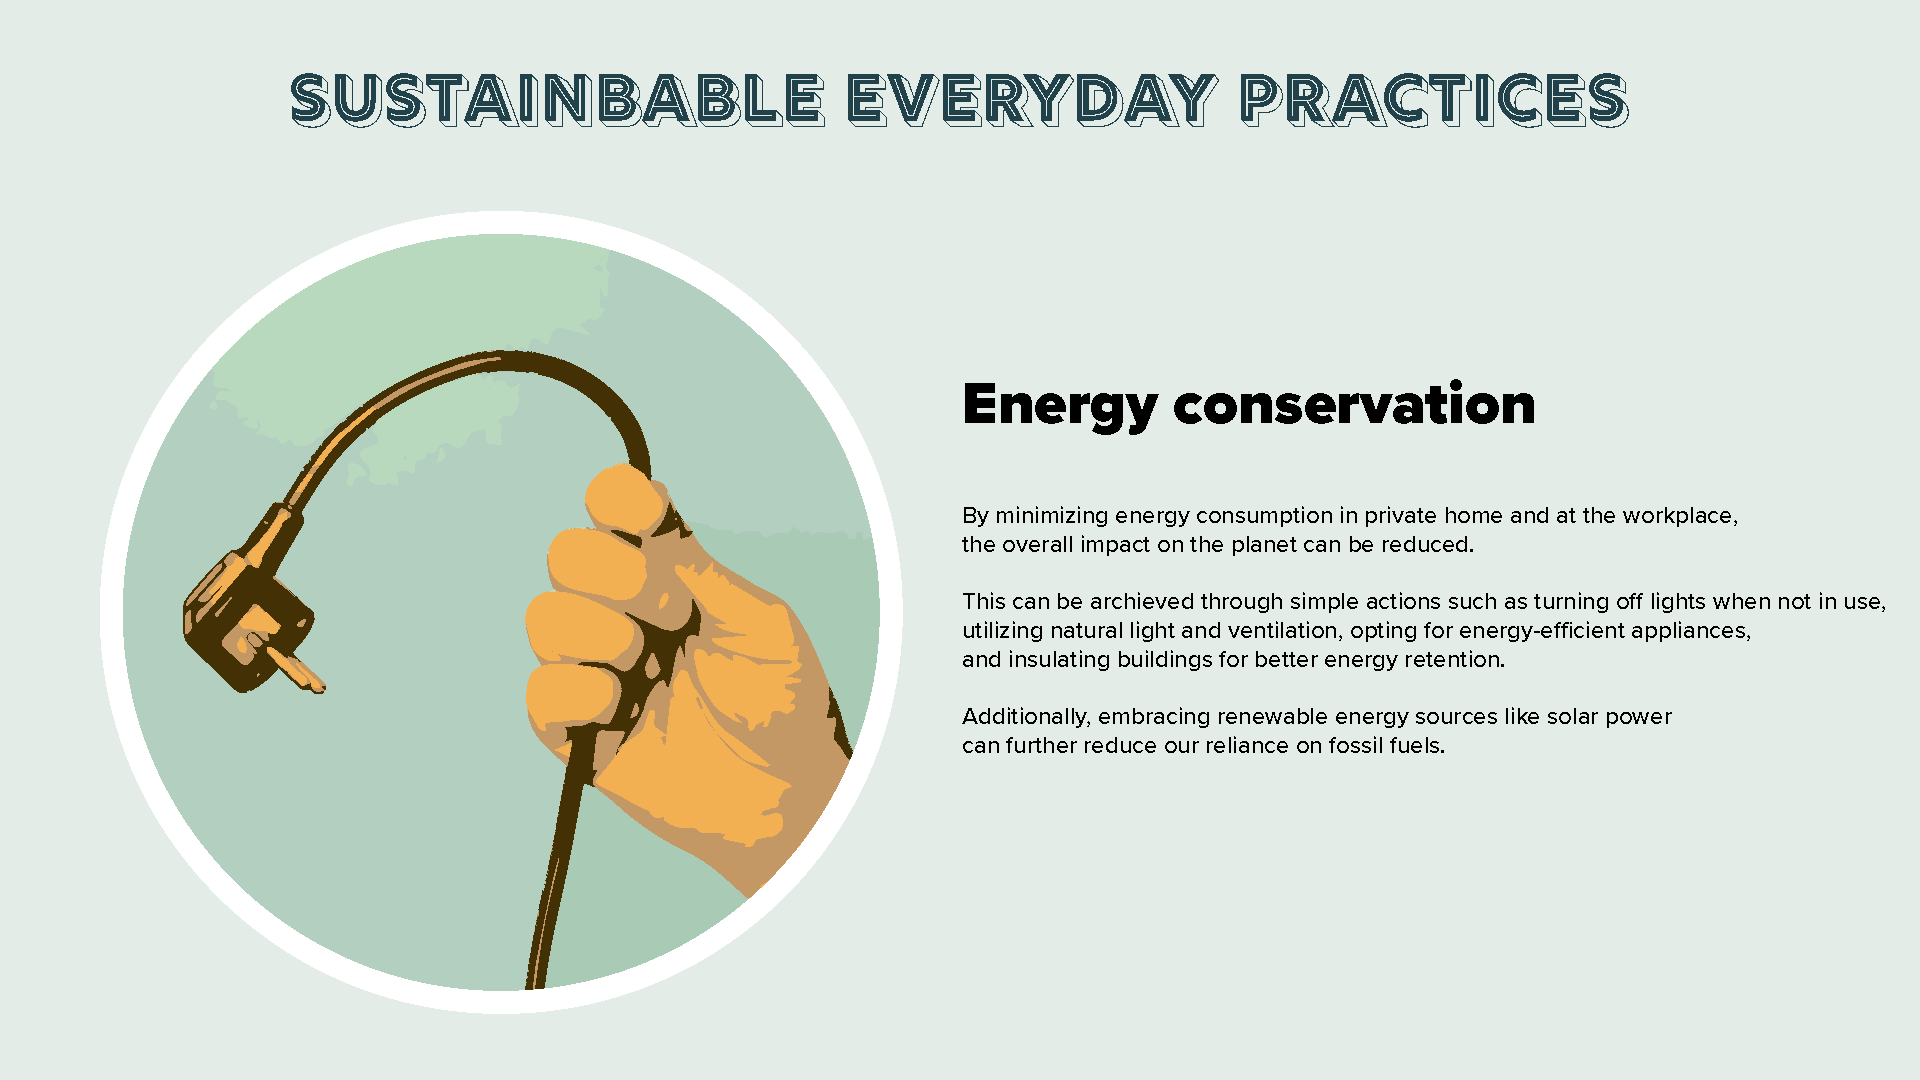 SUSTAINBABLE EVERYDAY PRACTICES
Energy conservation
By minimizing energy consumption in private home and at the workplace,
the overall impact on the planet can be reduced.
This can be archieved through simple actions such as turning off lights when not in use,
utilizing natural light and ventilation, opting for energy-efficient appliances,
and insulating buildings for better energy retention.
Additionally, embracing renewable energy sources like solar power
can further reduce our reliance on fossil fuels.